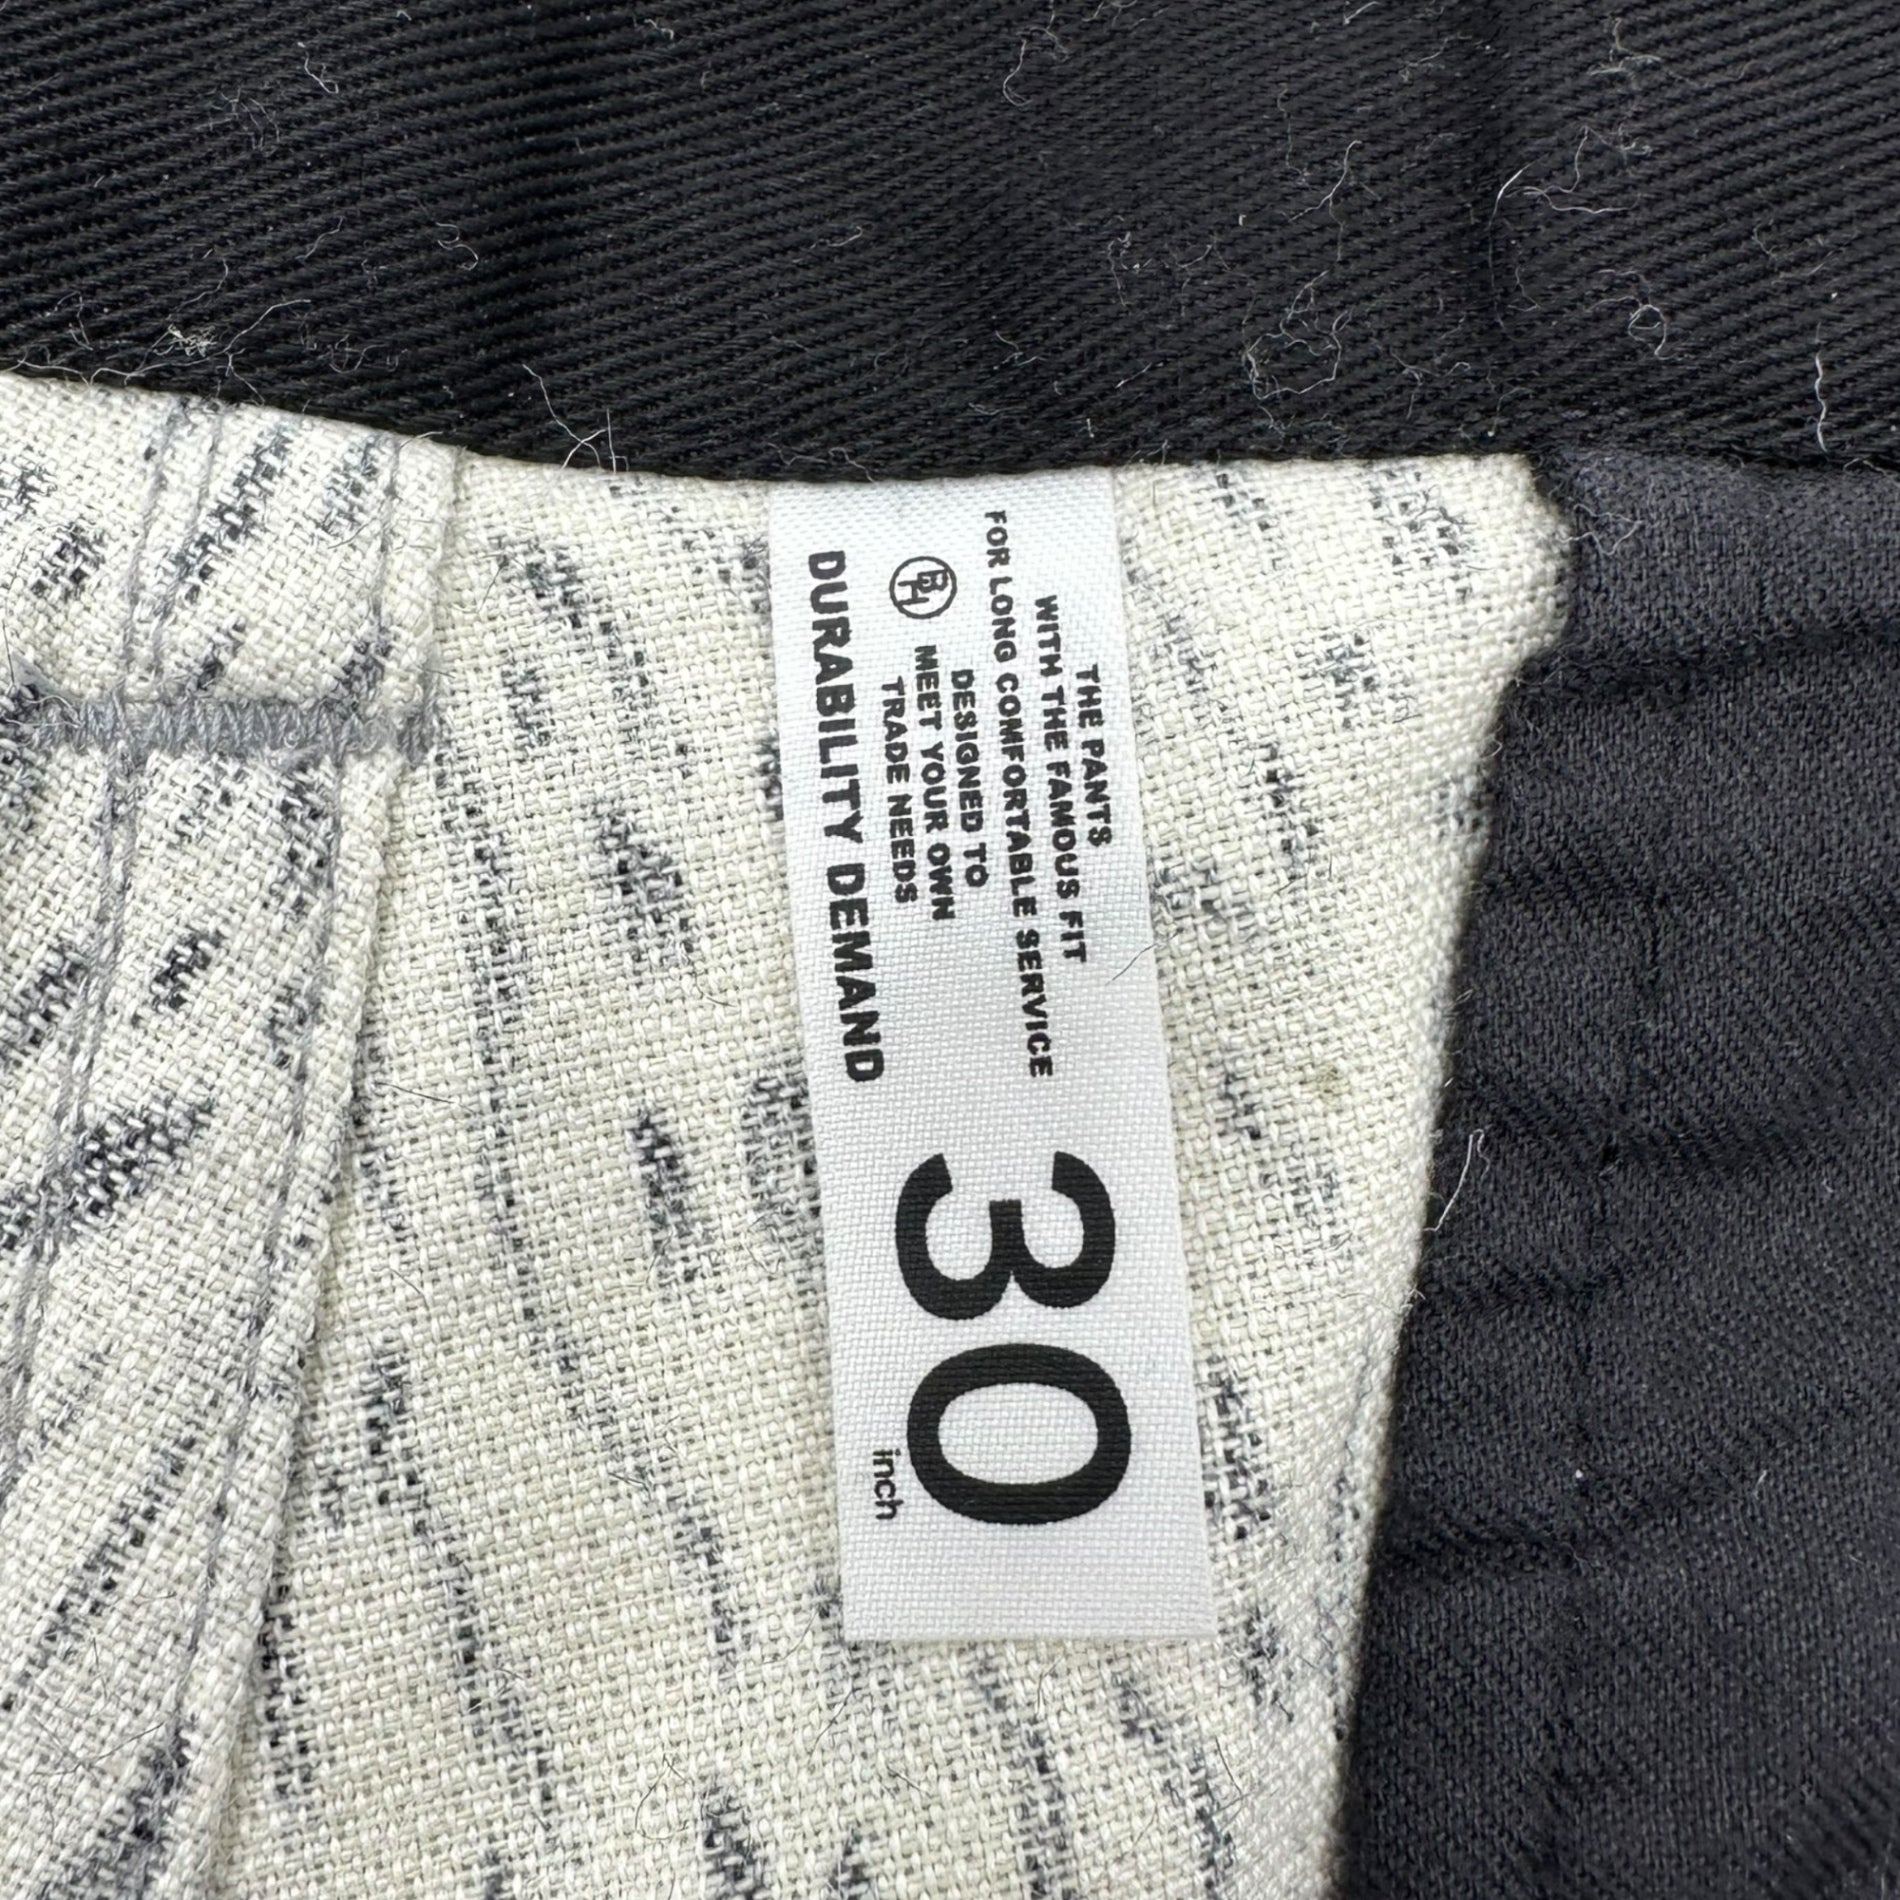 THE PANTS
WITH THE FAMOUS FIT
FOR LONG COMFORTABLE SERVICE
DESIGNED TO
MEET YOUR OWN
TRADE NEEDS
DURABILITY DEMAND
30
inch